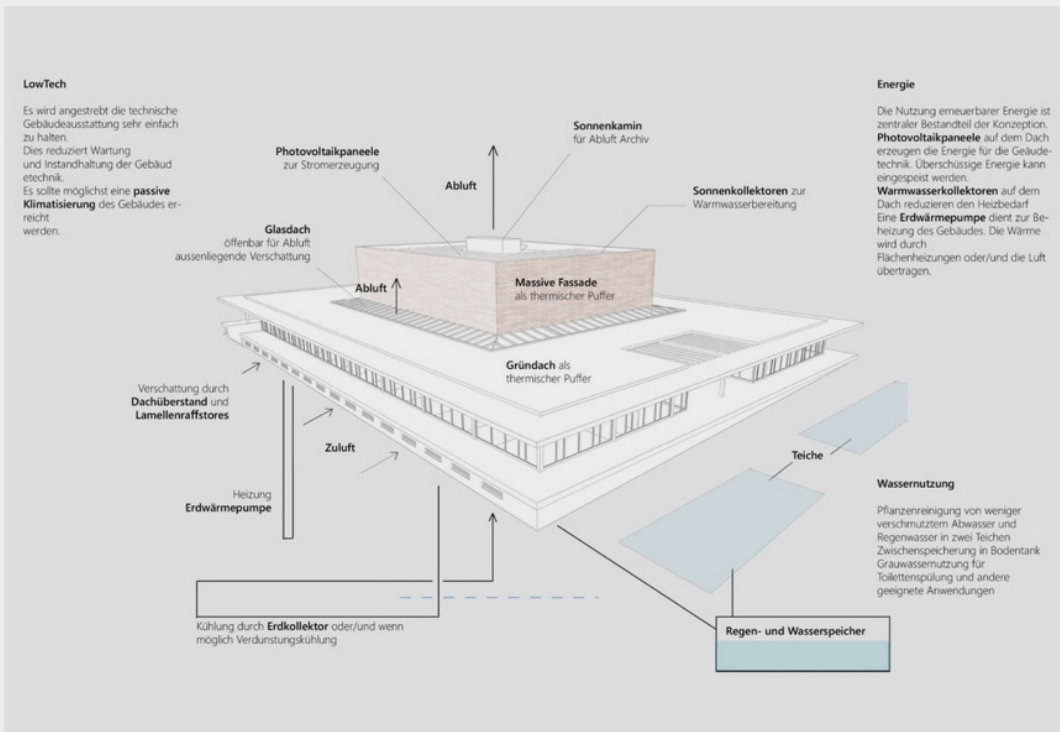 LowTech
Es wird angestrebt die technische
Gebäudeausstattung sehr einfach
zu halten.
Dies reduziert Wartung
und Instandhaltung der Gebäud
etechnik.
Es sollte möglichst eine passive
Klimatisierung des Gebäudes er-
reicht
werden.
Photovoltaikpaneele
zur Stromerzeugung
Abluft
Sonnenkamin
für Abluft Archiv
Sonnenkollektoren zur
Warmwasserbereitung
Glasdach
öffenbar für Abluft
aussenliegende Verschattung
Abluft
Massive Fassade
als thermischer Puffer
Gründach als
thermischer Puffer
Verschattung durch
Dachüberstand und
Lamellenraffstores
Zuluft
Heizung
Erdwärmepumpe
Kühlung durch Erdkollektor oder/und wenn
möglich Verdunstungskühlung
Energie
Die Nutzung erneuerbarer Energie ist
zentraler Bestandteil der Konzeption.
Photovoltaikpaneele auf dem Dach
erzeugen die Energie für die Geäude-
technik. Überschüssige Energie kann
eingespeist werden.
Warmwasserkollektoren auf dem
Dach reduzieren den Heizbedarf
Eine Erdwärmepumpe dient zur Be-
heizung des Gebäudes. Die Wärme
wird durch
Flächenheizungen oder/und die Luft
übertragen.
Teiche
Wassernutzung
Pflanzenreinigung von weniger
verschmutztem Abwasser und
Regenwasser in zwei Teichen
Zwischenspeicherung in Bodentank
Grauwassernutzung für
Toilettenspülung und andere
geeignete Anwendungen
Regen- und Wasserspeicher